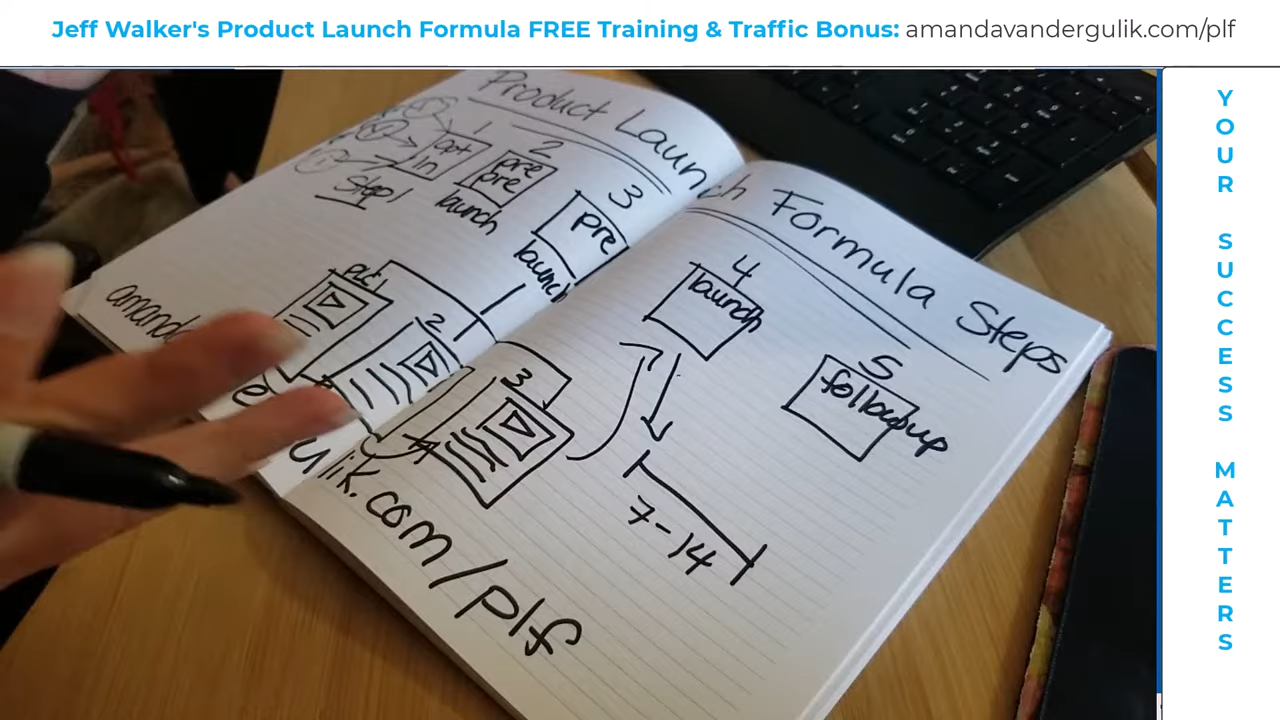 Jeff Walker's Product Launch Formula FREE Training & Traffic Bonus: amandavandergulik.com/plf
YOUR SUCCESS MATTERS
Product Launch Formula Steps
1
opt
in
Step 1
2
pre
pre
launch
3
pre
launch
4
launch
5
followup
2
3
7-14
amand
ulik.com/plf